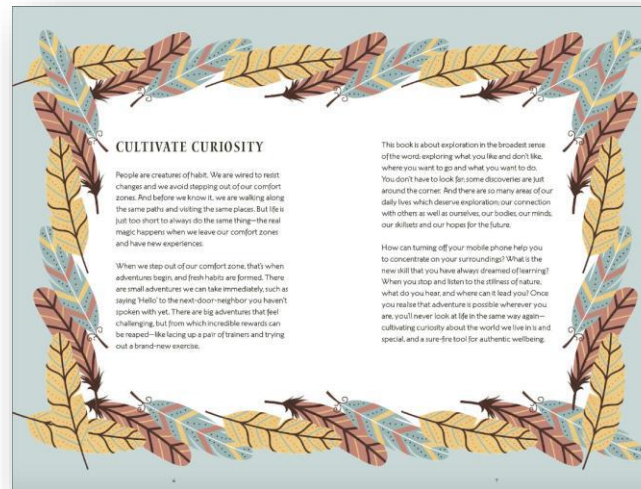 CULTIVATE CURIOSITY
People are creatures of habit. We are wired to resist
changes and we avoid stepping out of our comfort
zones. And before we know it, we are walking along
the same paths and visiting the same places. But life is
just too short to always do the same thing—the real
magic happens when we leave our comfort zones
and have new experiences.
When we step out of our comfort zone, that's when
adventures begin, and fresh habits are formed. There
are small adventures we can take immediately, such as
saying 'Hello' to the next-door-neighbor you haven't
spoken with yet. There are big adventures that feel
challenging, but from which incredible rewards can
be reaped—like lacing up a pair of trainers and trying
out a brand-new exercise.
6
This book is about exploration in the broadest sense
of the word: exploring what you like and don't like,
where you want to go and what you want to do.
You don't have to look far; some discoveries are just
around the corner. And there are so many areas of our
daily lives which deserve exploration; our connection
with others as well as ourselves, our bodies, our minds,
our skillsets and our hopes for the future.
How can turning off your mobile phone help you
to concentrate on your surroundings? What is the
new skill that you have always dreamed of learning?
When you stop and listen to the stillness of nature,
what do you hear, and where can it lead you? Once
you realise that adventure is possible wherever you
are, you'll never look at life in the same way again—
cultivating curiosity about the world we live in is and
special, and a sure-fire tool for authentic wellbeing.
7